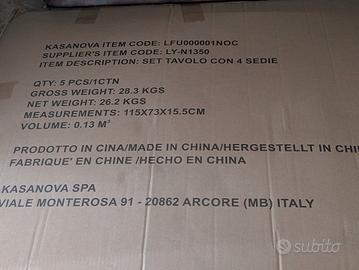 KASANOVA ITEM CODE: LFU000001NOC
SUPPLIER'S ITEM CODE: LY-N1350
ITEM DESCRIPTION: SET TAVOLO CON 4 SEDIE
QTY: 5 PCS/1CTN
GROSS WEIGHT: 28.3 KGS
NET WEIGHT: 26.2 KGS
MEASUREMENTS: 115X73X15.5CM
VOLUME: 0.13 M³
PRODOTTO IN CINA/MADE IN CHINA/HERGESTELLT IN CHI
FABRIQUE' EN CHINE /HECHO EN CHINA
KASANOVA SPA
VIALE MONTEROSA 91 - 20862 ARCORE (MB) ITALY
subito